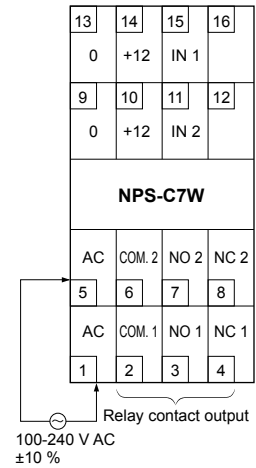 13 14 15 16
0 +12 IN 1
9 10 11 12
0 +12 IN 2
NPS-C7W
AC COM. 2 NO 2 NC 2
5 6 7 8
AC COM. 1 NO 1 NC 1
1 2 3 4
Relay contact output
100-240 V AC
±10 %